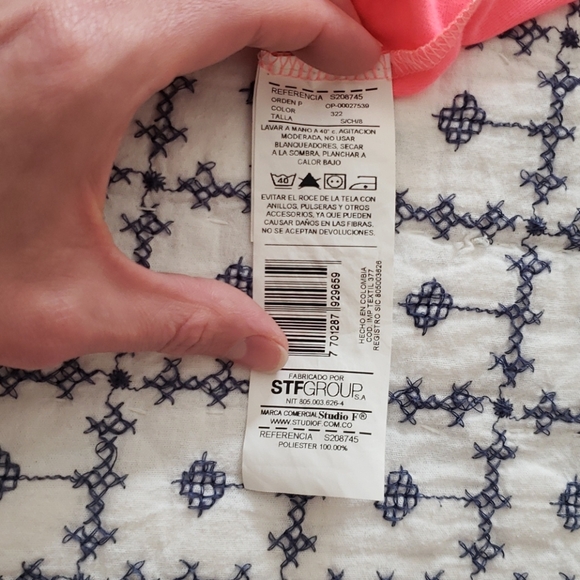 REFERENCIA S208745
ORDEN P OP-00027539
COLOR 322
TALLA S/CH/8
LAVAR A MANO A 40° c. AGITACION
MODERADA, NO USAR
BLANQUEADORES, SECAR
A LA SOMBRA, PLANCHAR A
CALOR BAJO
40
EVITAR EL ROCE DE LA TELA CON
ANILLOS, PULSERAS Y OTROS
ACCESORIOS, YA QUE PUEDEN
CAUSAR DAÑOS EN LAS FIBRAS.
NO SE ACEPTAN DEVOLUCIONES.
7 701287 929659
HECHO EN COLOMBIA
COD. IMP TEXTIL 377
REGISTRO SIC 805003626
FABRICADO POR
STFGROUP S.A
NIT 805.003.626-4
MARCA COMERCIAL Studio F®
WWW.STUDIOF.COM.CO
REFERENCIA S208745
POLIESTER 100.00%